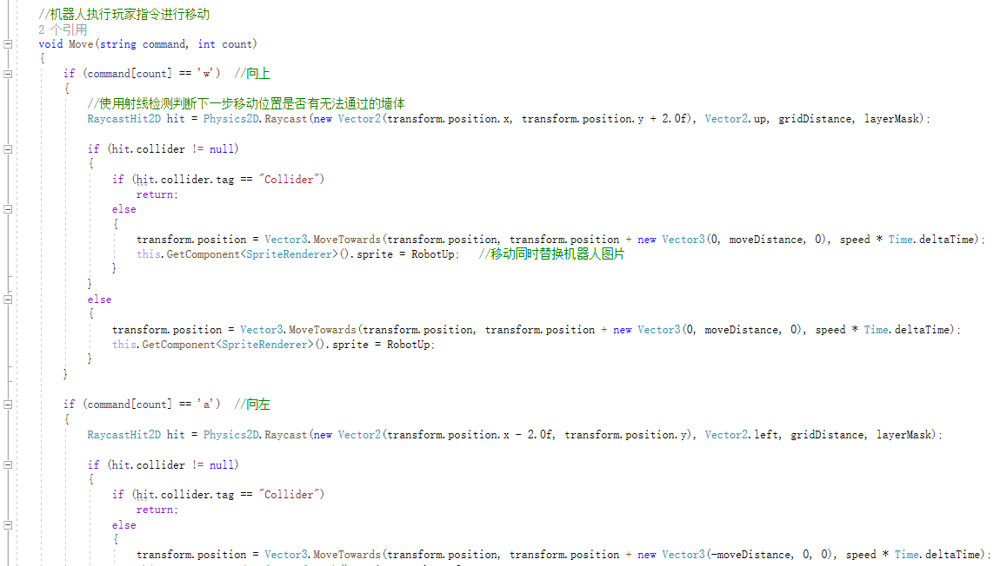 //机器人执行玩家指令进行移动
2 个引用
void Move(string command, int count)
{
    if (command[count] == 'w')  //向上
    {
        //使用射线检测判断下一步移动位置是否有无法通过的墙体
        RaycastHit2D hit = Physics2D.Raycast(new Vector2(transform.position.x, transform.position.y + 2.0f), Vector2.up, gridDistance, layerMask);

        if (hit.collider != null)
        {
            if (hit.collider.tag == "Collider")
                return;
            else
            {
                transform.position = Vector3.MoveTowards(transform.position, transform.position + new Vector3(0, moveDistance, 0), speed * Time.deltaTime);
                this.GetComponent<SpriteRenderer>().sprite = RobotUp;   //移动同时替换机器人图片
            }
        }
        else
        {
            transform.position = Vector3.MoveTowards(transform.position, transform.position + new Vector3(0, moveDistance, 0), speed * Time.deltaTime);
            this.GetComponent<SpriteRenderer>().sprite = RobotUp;
        }
    }

    if (command[count] == 'a')  //向左
    {
        RaycastHit2D hit = Physics2D.Raycast(new Vector2(transform.position.x - 2.0f, transform.position.y), Vector2.left, gridDistance, layerMask);

        if (hit.collider != null)
        {
            if (hit.collider.tag == "Collider")
                return;
            else
            {
                transform.position = Vector3.MoveTowards(transform.position, transform.position + new Vector3(-moveDistance, 0, 0), speed * Time.deltaTime);